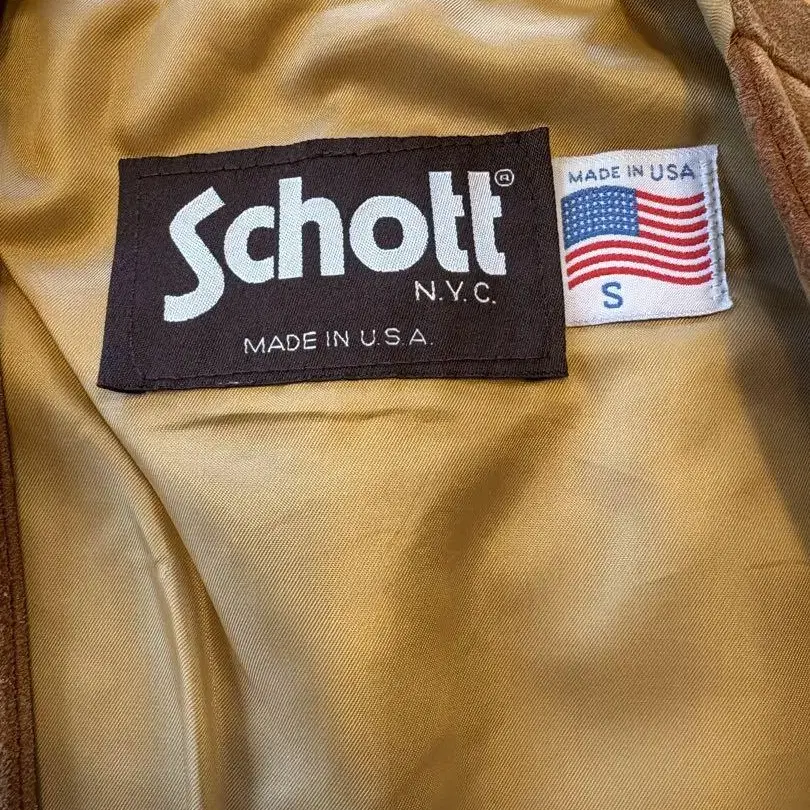 Schott®
N.Y.C.
MADE IN U.S.A.
MADE IN USA
S